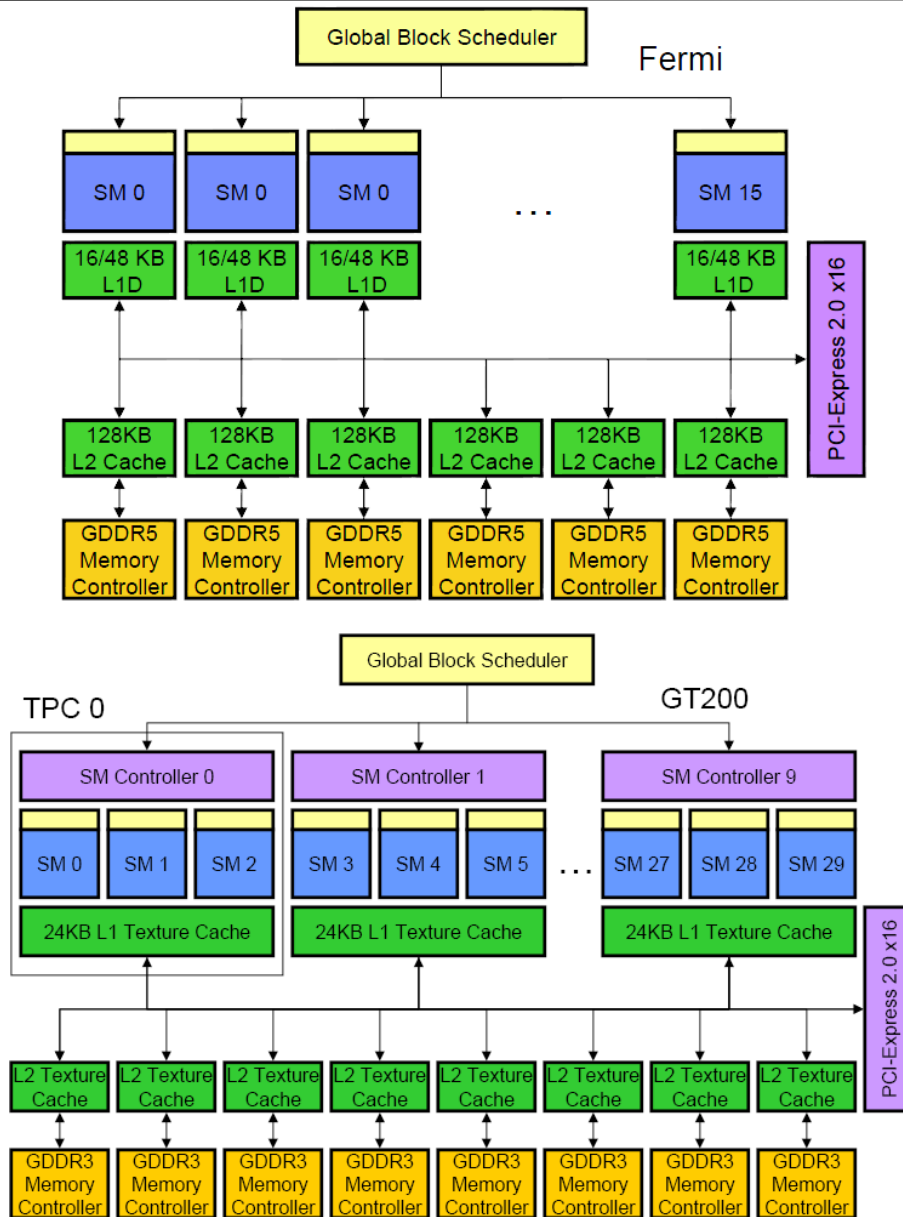 Global Block Scheduler
Fermi
SM 0
SM 0
SM 0
. . .
SM 15
16/48 KB
L1D
16/48 KB
L1D
16/48 KB
L1D
16/48 KB
L1D
PCI-Express 2.0 x16
128KB
L2 Cache
128KB
L2 Cache
128KB
L2 Cache
128KB
L2 Cache
128KB
L2 Cache
128KB
L2 Cache
GDDR5
Memory
Controller
GDDR5
Memory
Controller
GDDR5
Memory
Controller
GDDR5
Memory
Controller
GDDR5
Memory
Controller
GDDR5
Memory
Controller
Global Block Scheduler
TPC 0
GT200
SM Controller 0
SM Controller 1
SM Controller 9
SM 0
SM 1
SM 2
SM 3
SM 4
SM 5
. . .
SM 27
SM 28
SM 29
24KB L1 Texture Cache
24KB L1 Texture Cache
24KB L1 Texture Cache
PCI-Express 2.0 x16
L2 Texture
Cache
L2 Texture
Cache
L2 Texture
Cache
L2 Texture
Cache
L2 Texture
Cache
L2 Texture
Cache
L2 Texture
Cache
L2 Texture
Cache
GDDR3
Memory
Controller
GDDR3
Memory
Controller
GDDR3
Memory
Controller
GDDR3
Memory
Controller
GDDR3
Memory
Controller
GDDR3
Memory
Controller
GDDR3
Memory
Controller
GDDR3
Memory
Controller